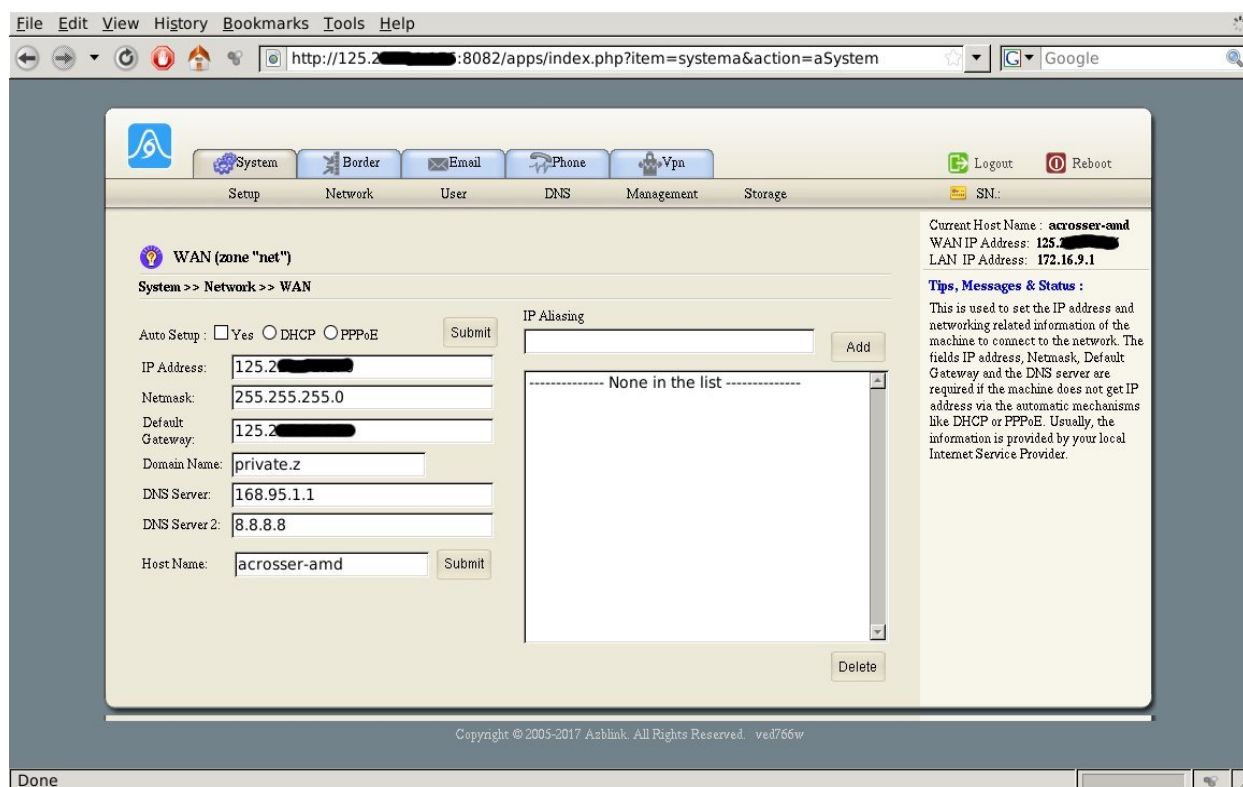 File Edit View History Bookmarks Tools Help
http://125.2 :8082/apps/index.php?item=systema&action=aSystem
G Google
System Border Email Phone Vpn
Logout Reboot
Setup Network User DNS Management Storage
SN.:
WAN (zone "net")
System >> Network >> WAN
Auto Setup : Yes DHCP PPPoE Submit
IP Address: 125.2
Netmask: 255.255.255.0
Default Gateway: 125.2
Domain Name: private.z
DNS Server: 168.95.1.1
DNS Server 2: 8.8.8.8
Host Name: acrosser-amd Submit
IP Aliasing
Add
-------------- None in the list --------------
Delete
Current Host Name : acrosser-amd
WAN IP Address: 125.2
LAN IP Address: 172.16.9.1
Tips, Messages & Status :
This is used to set the IP address and
networking related information of the
machine to connect to the network. The
fields IP address, Netmask, Default
Gateway and the DNS server are
required if the machine does not get IP
address via the automatic mechanisms
like DHCP or PPPoE. Usually, the
information is provided by your local
Internet Service Provider.
Copyright © 2005-2017 Azblink. All Rights Reserved. ved766w
Done